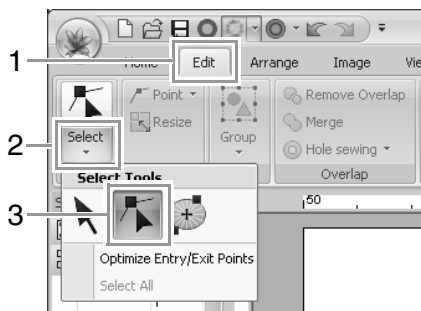 1
Home Edit Arrange Image Vie
Point
Remove Overlap
Resize
Merge
2
Select
Group
Hole sewing
Overlap
Select Tools
3
50
Optimize Entry/Exit Points
Select All